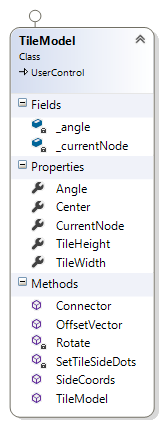 TileModel
Class
UserControl
Fields
_angle
_currentNode
Properties
Angle
Center
CurrentNode
TileHeight
TileWidth
Methods
Connector
OffsetVector
Rotate
SetTileSideDots
SideCoords
TileModel